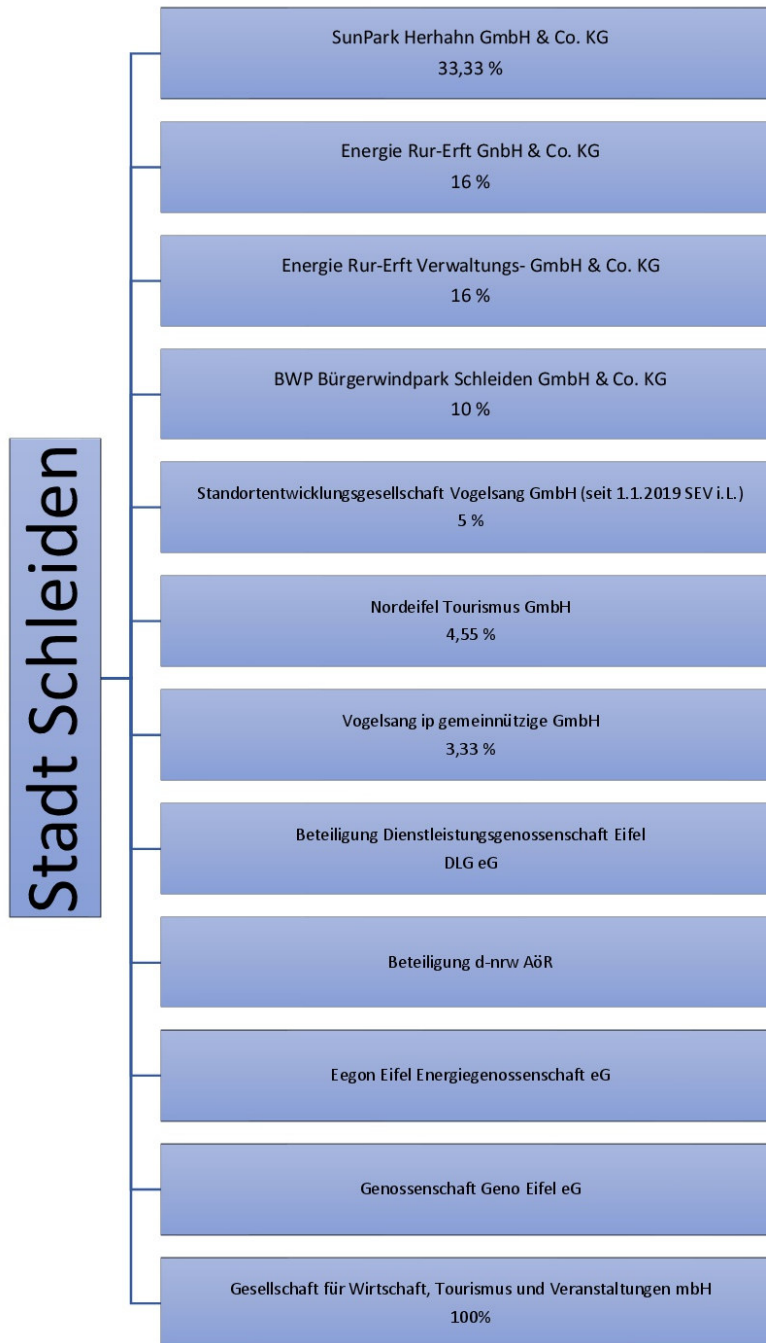 Stadt Schleiden
SunPark Herhahn GmbH & Co. KG
33,33 %
Energie Rur-Erft GnbH & Co. KG
16 %
Energie Rur-Erft Verwaltungs- GmbH & Co. KG
16 %
BWP Bürgerwindpark Schleiden GmbH & Co. KG
10 %
Standortentwicklungsgesellschaft Vogelsang GmbH (seit 1.1.2019 SEV i.L.)
5 %
Nordeifel Tourismus GmbH
4,55 %
Vogelsang ip gemeinnützige GmbH
3,33 %
Beteiligung Dienstleistungsgenossenschaft Eifel
DLG eG
Beteiligung d-nrw AöR
Eegon Eifel Energiegenossenschaft eG
Genossenschaft Geno Eifel eG
Gesellschaft für Wirtschaft, Tourismus und Veranstaltungen mbH
100%